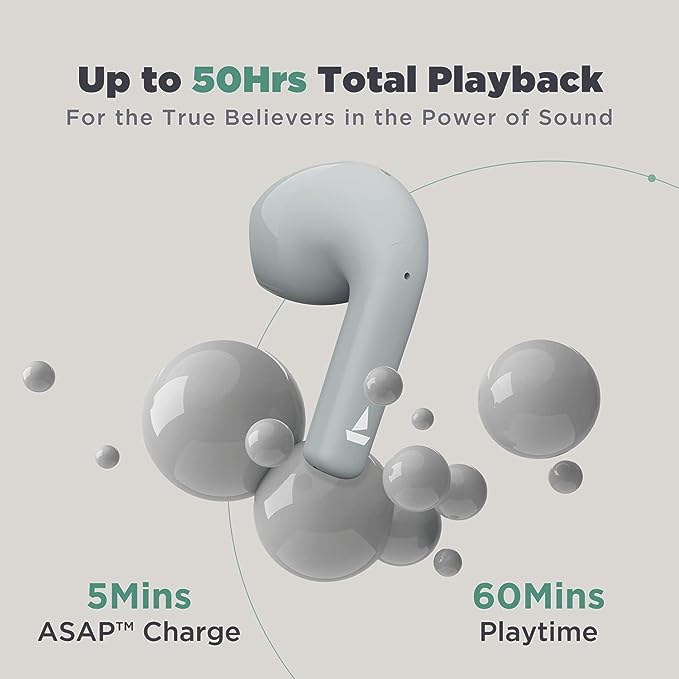 Up to 50Hrs Total Playback
For the True Believers in the Power of Sound
5Mins
ASAP™ Charge
60Mins
Playtime